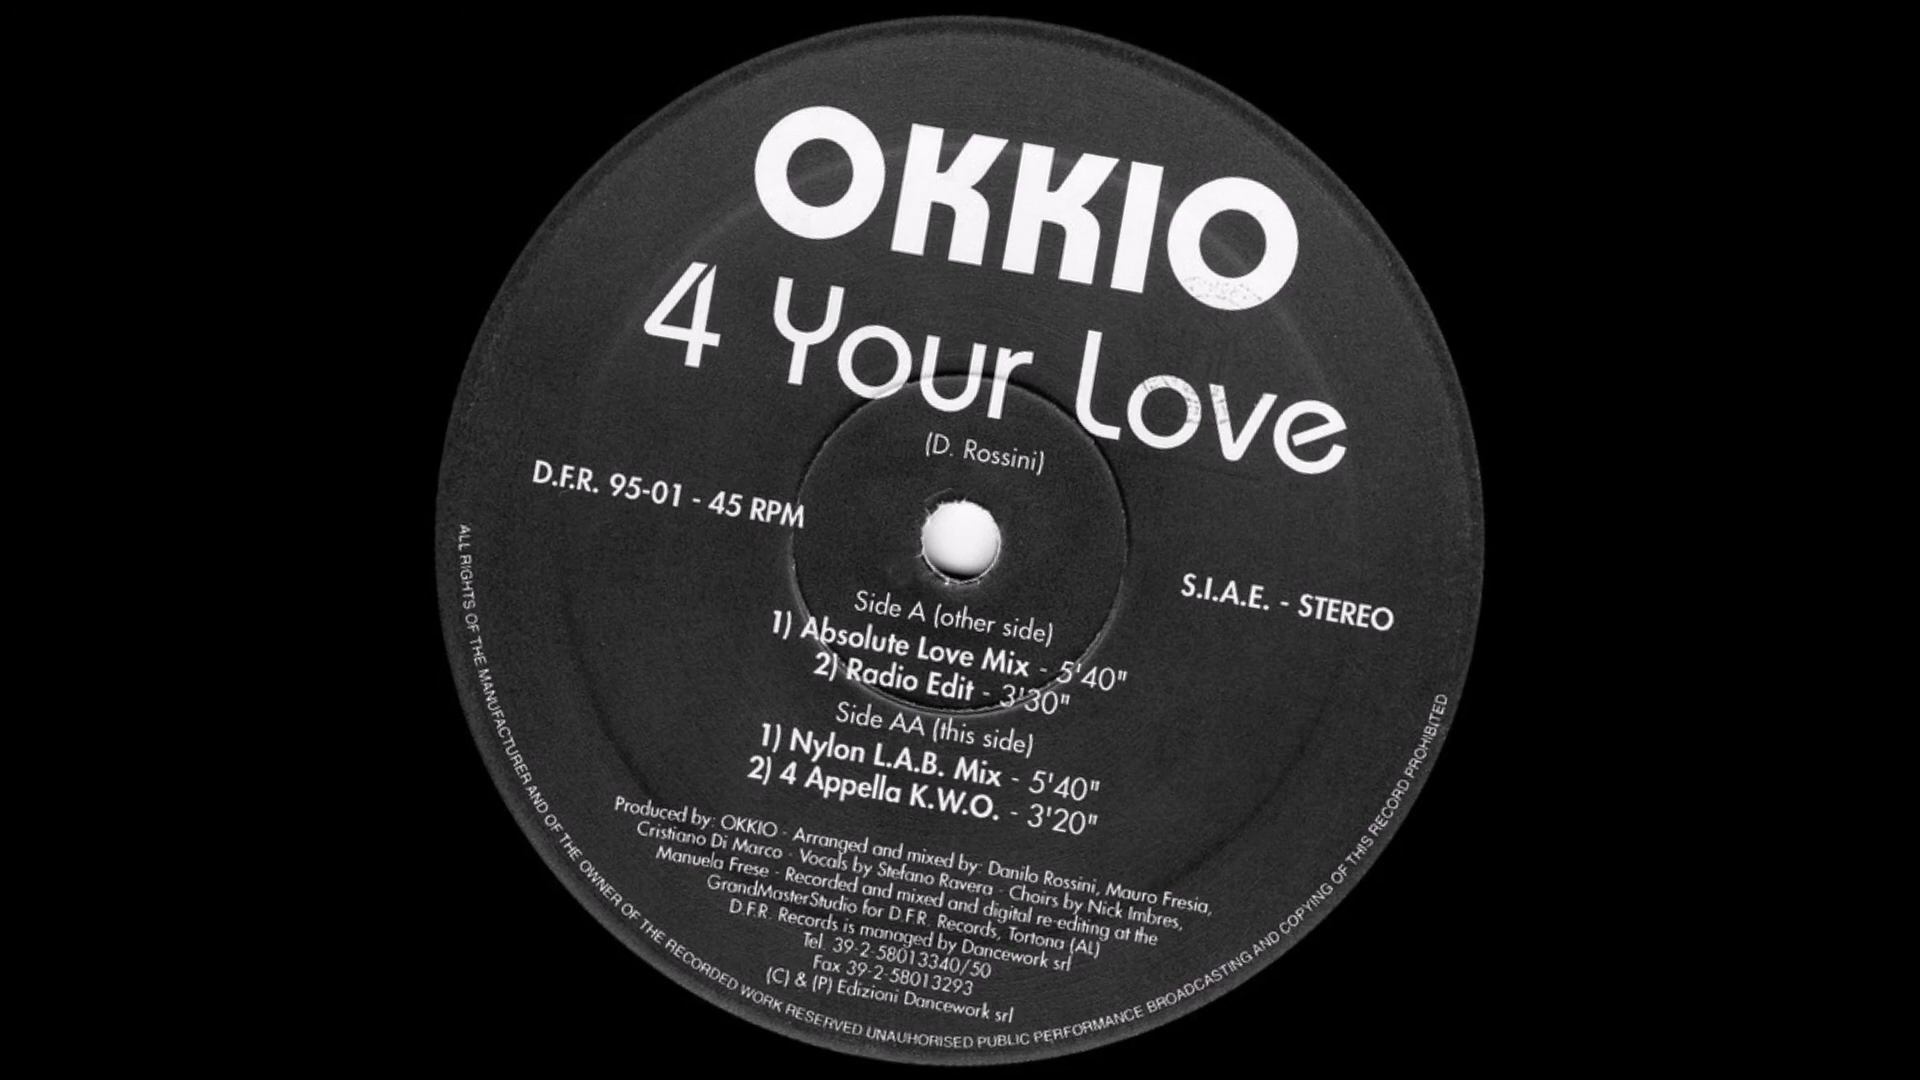 OKKIO
4 Your Love
(D. Rossini)
D.F.R. 95-01 - 45 RPM
S.I.A.E. - STEREO
Side A (other side)
1) Absolute Love Mix - 5'40"
2) Radio Edit - 3'30"
Side AA (this side)
1) Nylon L.A.B. Mix - 5'40"
2) 4 Appella K.W.O. - 3'20"
Produced by: OKKIO - Arranged and mixed by: Danilo Rossini, Mauro Fresia,
Cristiano Di Marco - Vocals by Stefano Ravera - Choirs by Nick Imbres,
Manuela Frese - Recorded and mixed and digital re-editing at the
GrandMasterStudio for D.F.R. Records, Tortona (AL)
D.F.R. Records is managed by Dancework srl
Tel. 39-2-58013340/50
Fax 39-2-58013293
(C) & (P) Edizioni Dancework srl
ALL RIGHTS OF THE MANUFACTURER AND OF THE OWNER OF THE RECORDED WORK RESERVED UNAUHORISED PUBLIC PERFORMANCE BROADCASTING AND COPYING OF THIS RECORD PROHIBITED